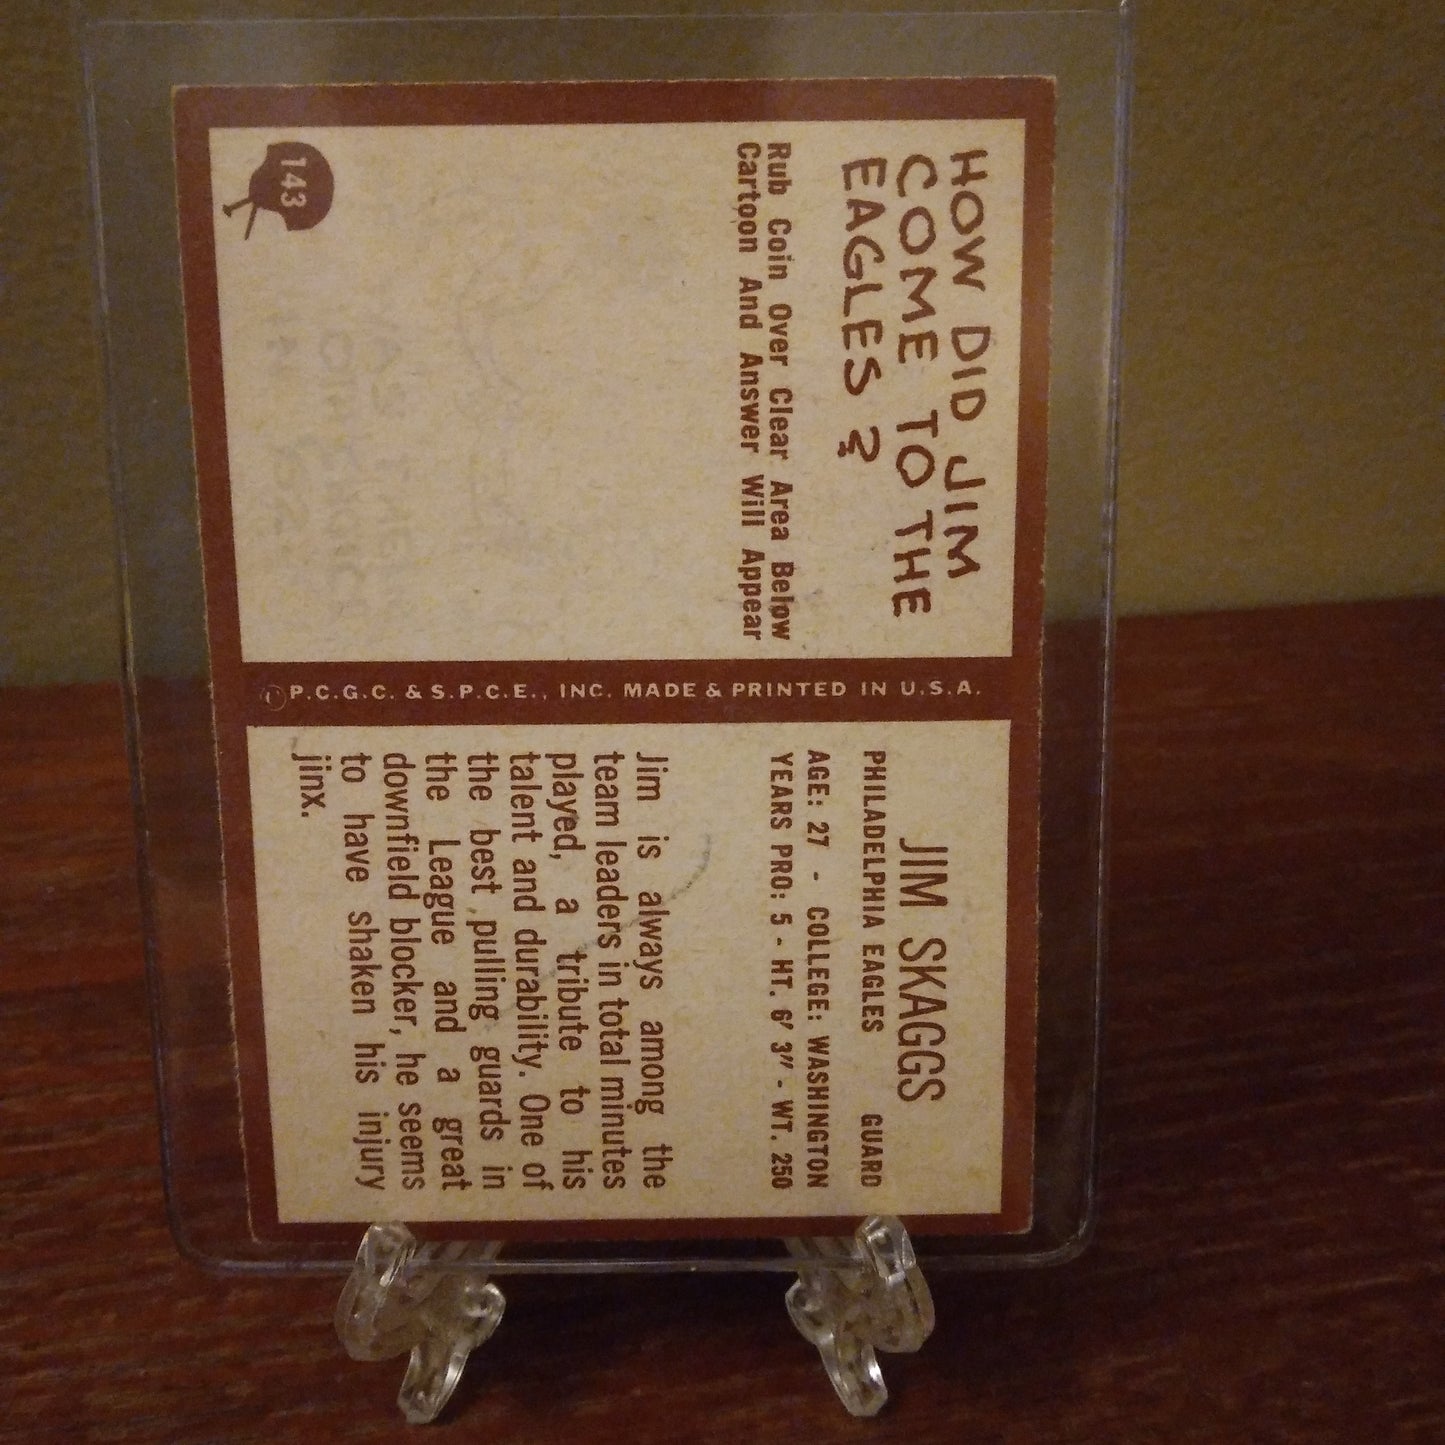 HOW DID JIM
COME TO THE
EAGLES?
Rub Coin Over Clear Area Below
Cartoon And Answer Will Appear
143
© P.C.G.C. & S.P.C.E., INC. MADE & PRINTED IN U.S.A.
JIM SKAGGS
PHILADELPHIA EAGLES GUARD
AGE: 27 - COLLEGE: WASHINGTON
YEARS PRO: 5 - HT. 6' 3" - WT. 250
Jim is always among the
team leaders in total minutes
played, a tribute to his
talent and durability. One of
the best pulling guards in
the League and a great
downfield blocker, he seems
to have shaken his injury
jinx.